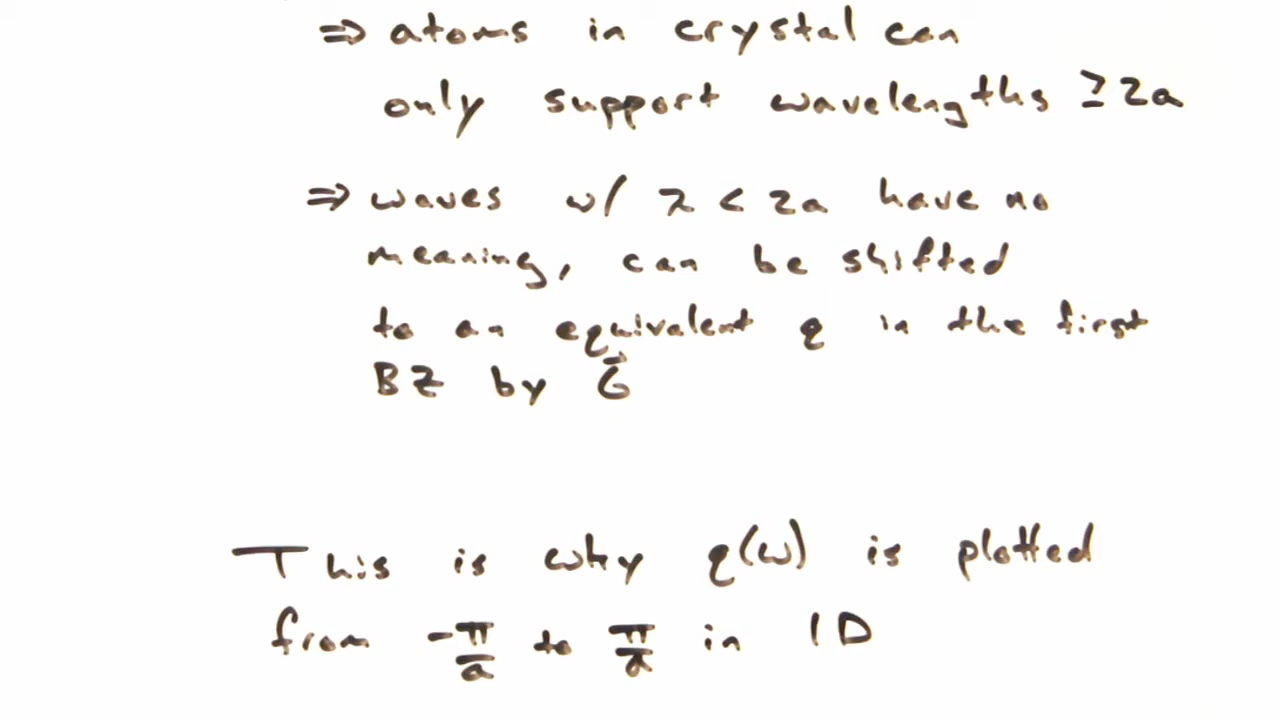 ⇒ atoms in crystal can
only support wavelengths ≥ 2a
⇒ waves w/ λ < 2a have no
meaning, can be shifted
to an equivalent q in the first
BZ by G⃗
This is why q(ω) is plotted
from -π/a to π/a in 1D